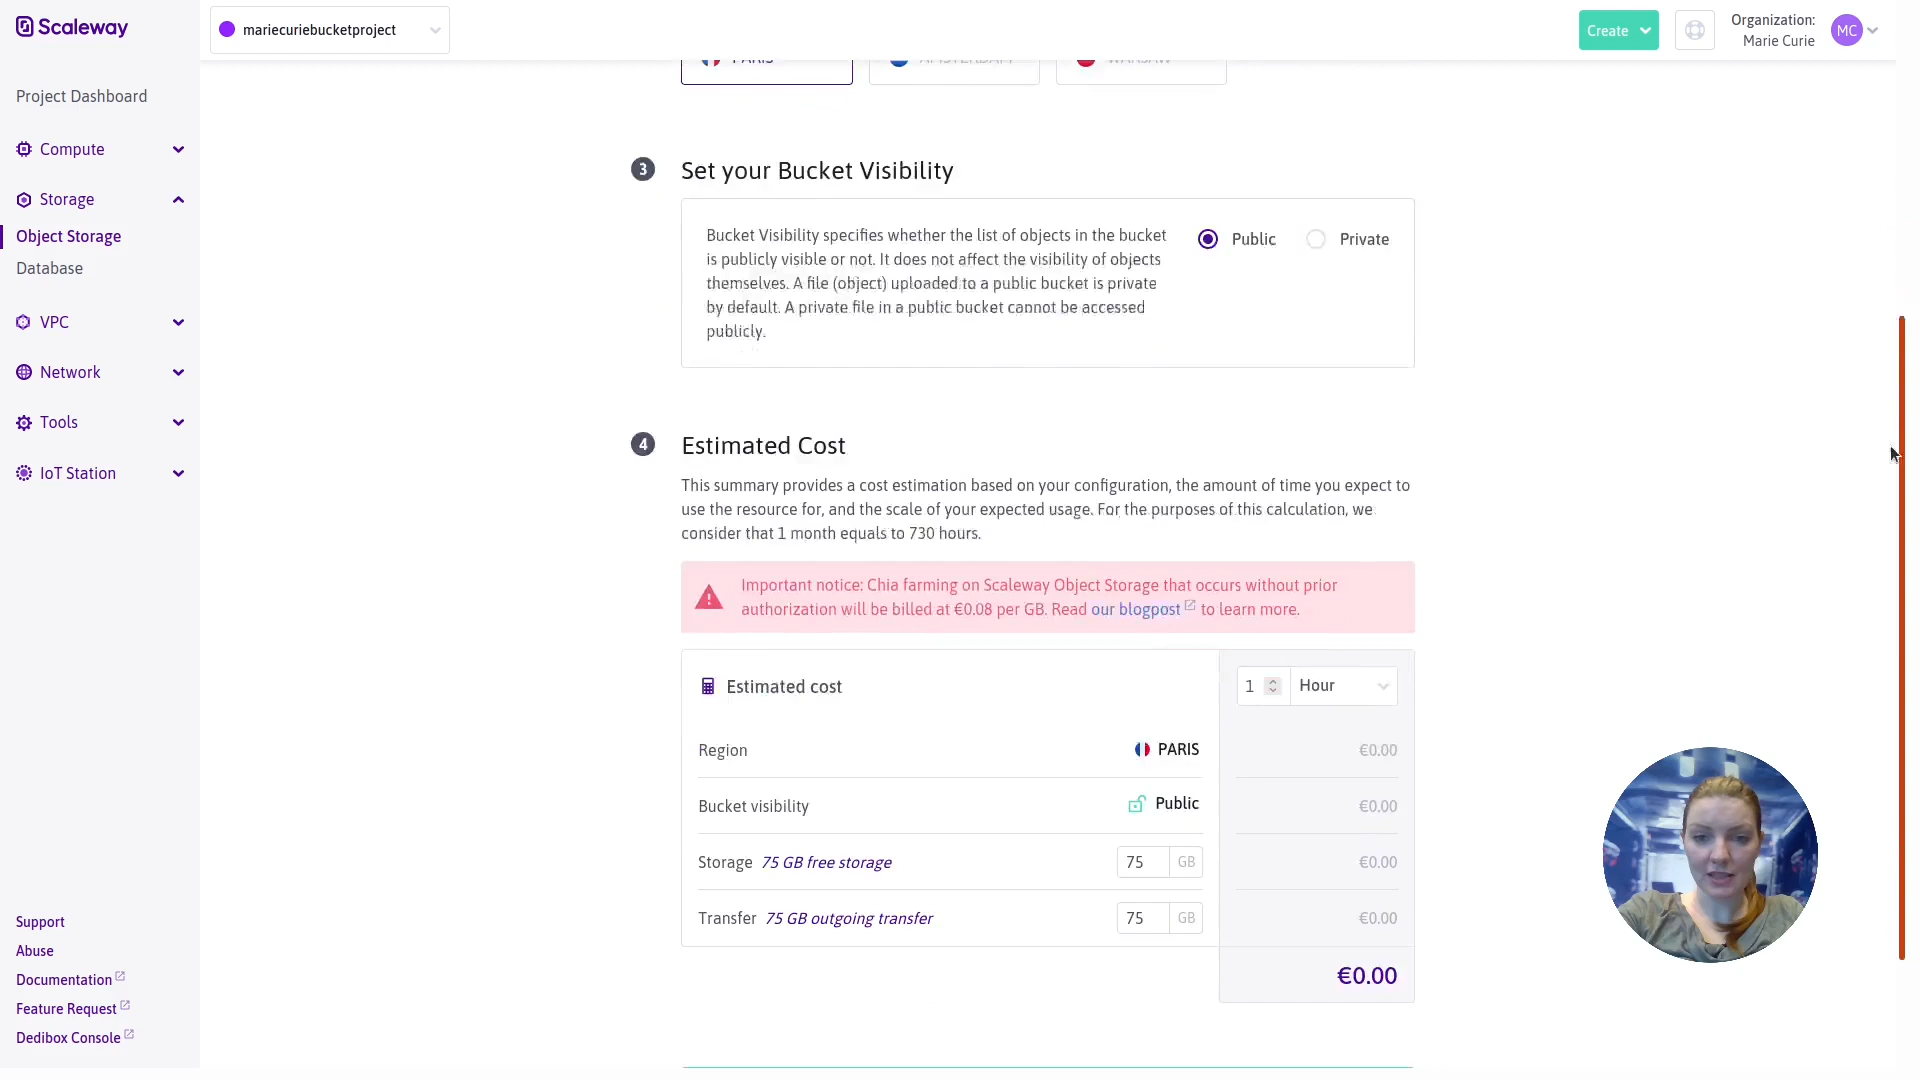 Scaleway
mariecuriebucketproject
Create
Organization:
Marie Curie
MC
Project Dashboard
Compute
Storage
Object Storage
Database
VPC
Network
Tools
IoT Station
Support
Abuse
Documentation
Feature Request
Dedibox Console
PARIS
AMSTERDAM
WARSAW
3
Set your Bucket Visibility
Bucket Visibility specifies whether the list of objects in the bucket
is publicly visible or not. It does not affect the visibility of objects
themselves. A file (object) uploaded to a public bucket is private
by default. A private file in a public bucket cannot be accessed
publicly.
Public
Private
4
Estimated Cost
This summary provides a cost estimation based on your configuration, the amount of time you expect to
use the resource for, and the scale of your expected usage. For the purposes of this calculation, we
consider that 1 month equals to 730 hours.
Important notice: Chia farming on Scaleway Object Storage that occurs without prior
authorization will be billed at €0.08 per GB. Read our blogpost to learn more.
Estimated cost
1 Hour
Region PARIS €0.00
Bucket visibility Public €0.00
Storage 75 GB free storage 75 GB €0.00
Transfer 75 GB outgoing transfer 75 GB €0.00
€0.00